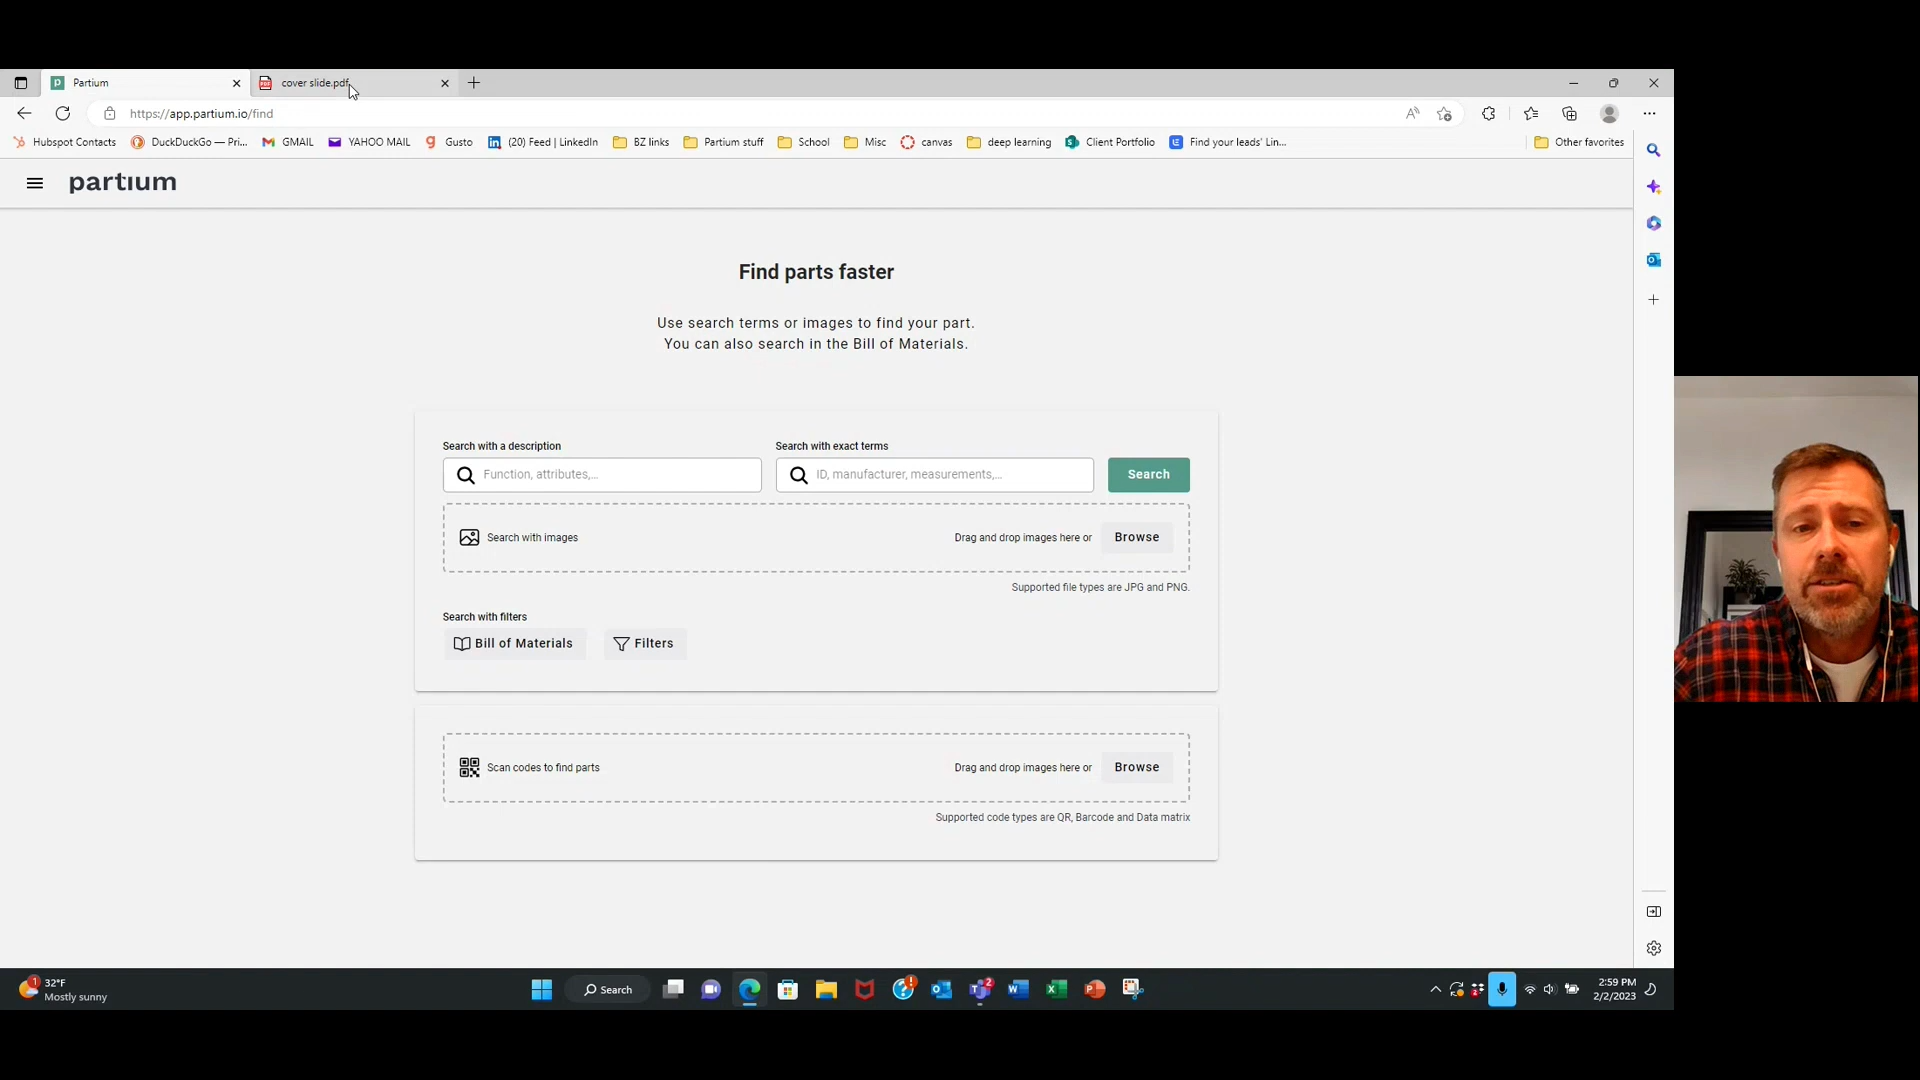 Partium
cover slide.pdf
https://app.partium.io/find
Hubspot Contacts
DuckDuckGo — Pri...
GMAIL
YAHOO MAIL
Gusto
(20) Feed | LinkedIn
BZ links
Partium stuff
School
Misc
canvas
deep learning
Client Portfolio
Find your leads' Lin...
Other favorites
partıum
Find parts faster
Use search terms or images to find your part.
You can also search in the Bill of Materials.
Search with a description
Search with exact terms
Function, attributes,...
ID, manufacturer, measurements,...
Search
Search with images
Drag and drop images here or
Browse
Supported file types are JPG and PNG.
Search with filters
Bill of Materials
Filters
Scan codes to find parts
Drag and drop images here or
Browse
Supported code types are QR, Barcode and Data matrix
1
32°F
Mostly sunny
Search
2:59 PM
2/2/2023